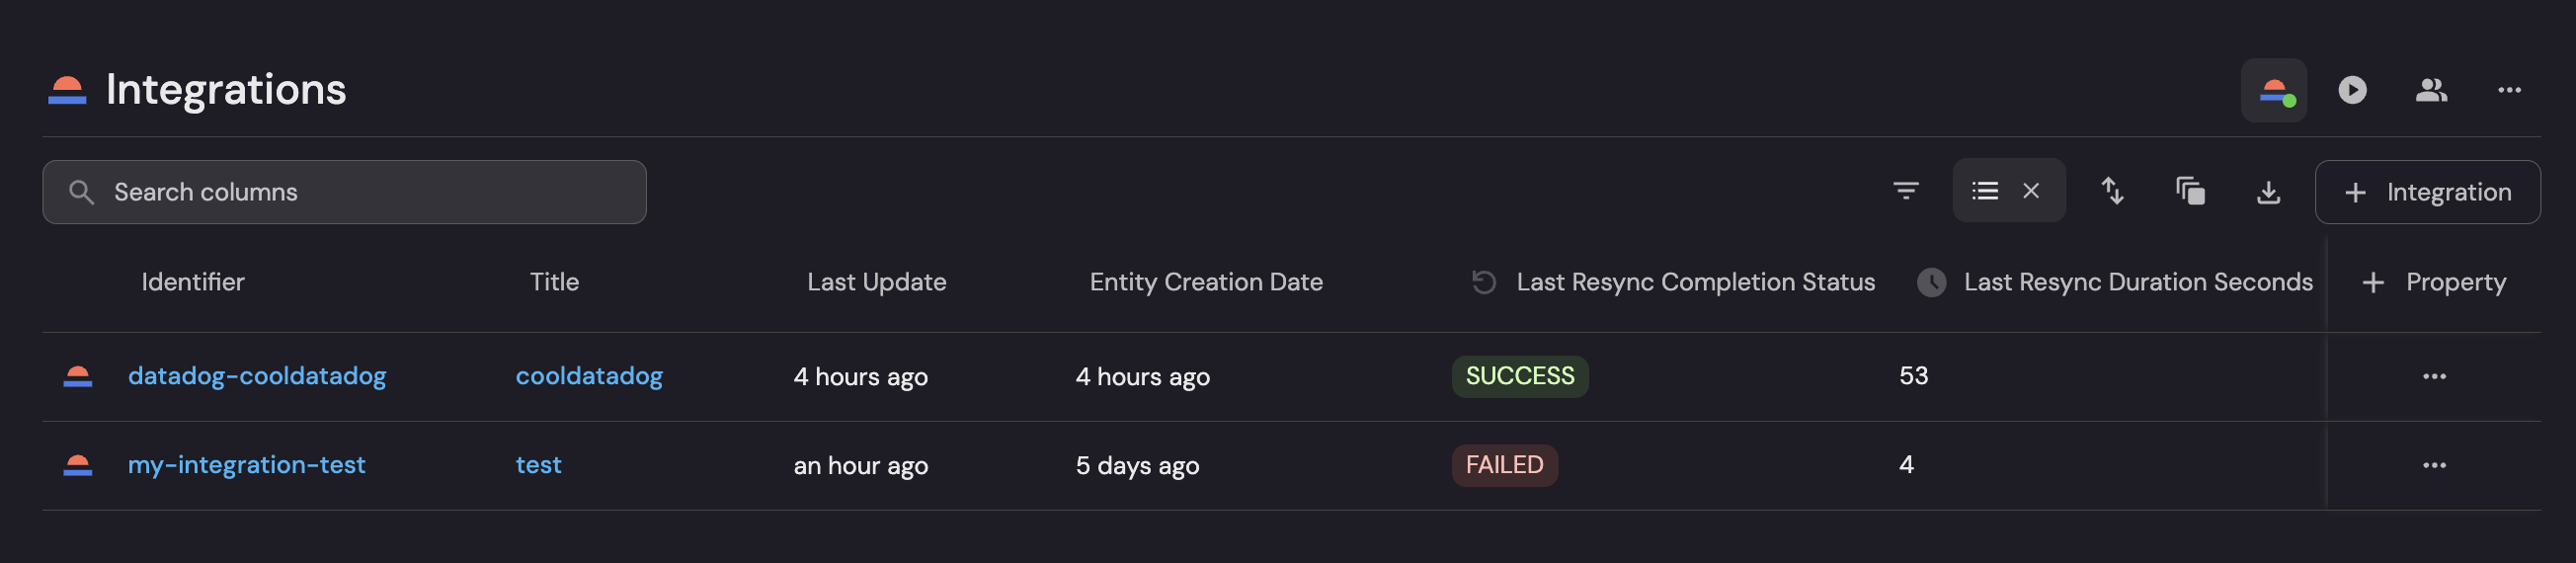 Integrations
Search columns
Integration
Identifier Title Last Update Entity Creation Date Last Resync Completion Status Last Resync Duration Seconds Property
datadog-cooldatadog cooldatadog 4 hours ago 4 hours ago SUCCESS 53
my-integration-test test an hour ago 5 days ago FAILED 4